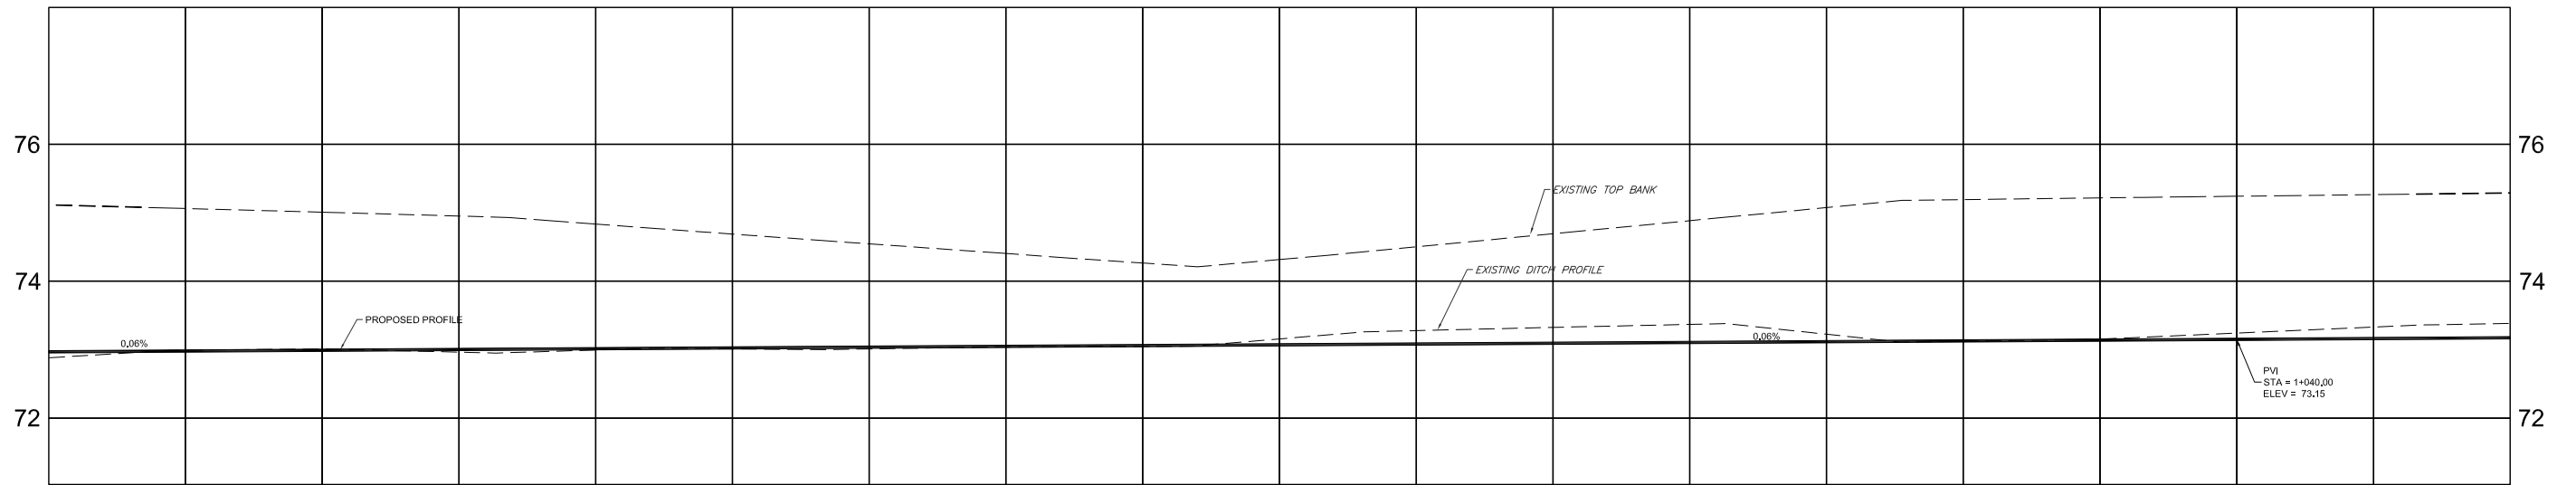 76
76
EXISTING TOP BANK
74
EXISTING DITCH PROFILE
74
PROPOSED PROFILE
0.06%
0.06%
PVI
STA = 1+040.00
ELEV = 73.15
72
72